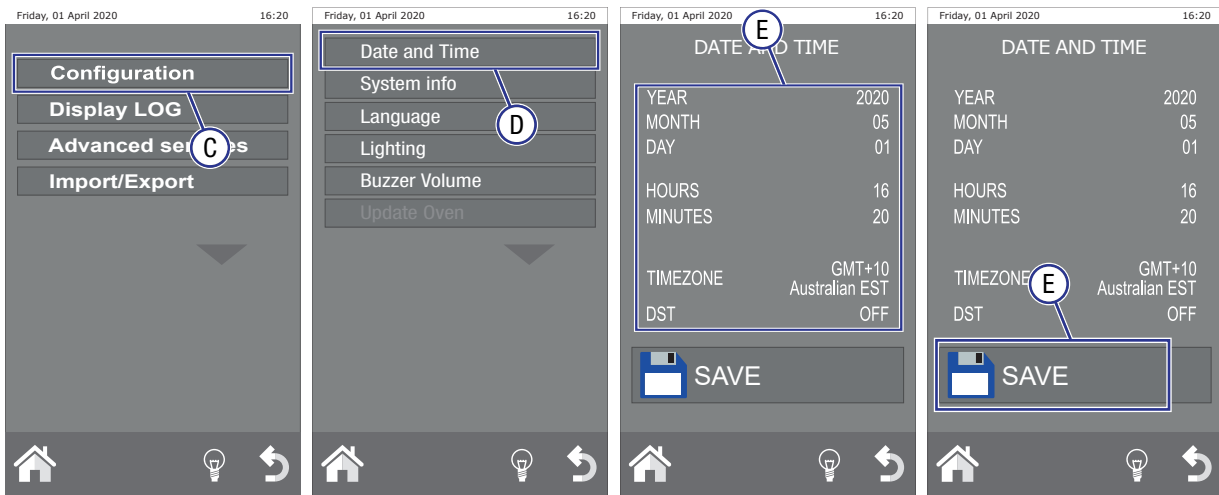 Friday, 01 April 2020 16:20
Configuration
Display LOG
Advanced ser es
Import/Export
C
Friday, 01 April 2020 16:20
Date and Time
System info
Language
Lighting
Buzzer Volume
Update Oven
D
Friday, 01 April 2020 16:20
E
DATE AND TIME
YEAR 2020
MONTH 05
DAY 01
HOURS 16
MINUTES 20
TIMEZONE GMT+10
Australian EST
DST OFF
SAVE
Friday, 01 April 2020 16:20
DATE AND TIME
YEAR 2020
MONTH 05
DAY 01
HOURS 16
MINUTES 20
TIMEZONE GMT+10
Australian EST
DST OFF
E
SAVE